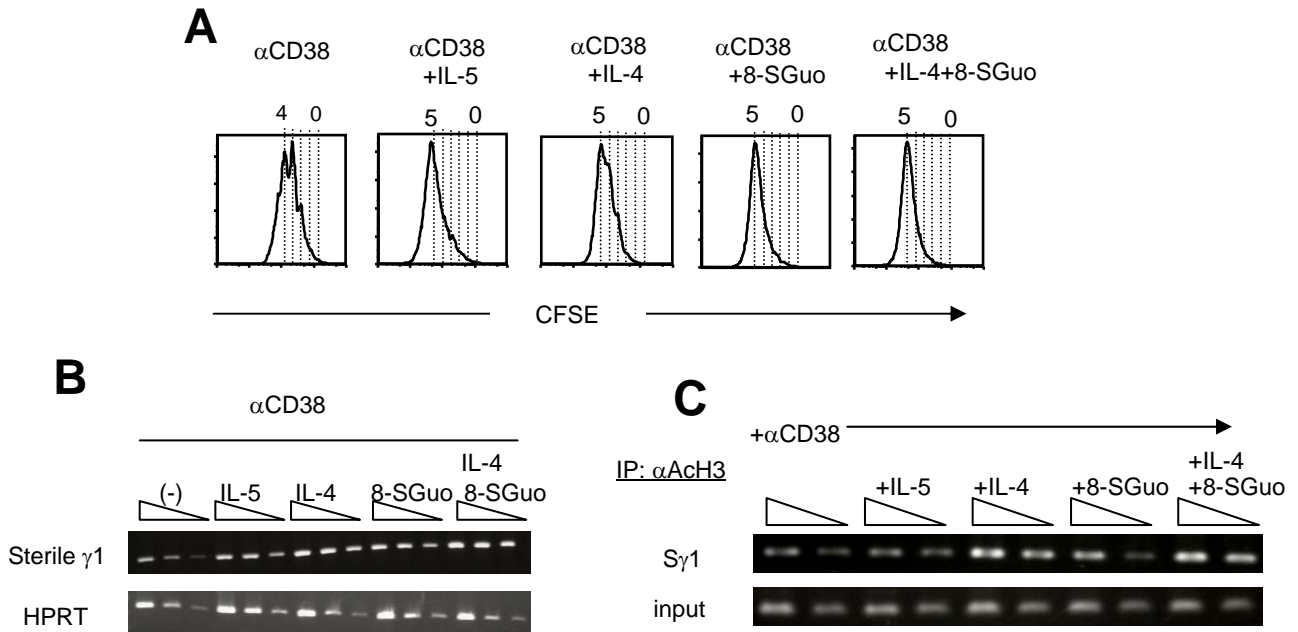 A
αCD38
αCD38
+IL-5
αCD38
+IL-4
αCD38
+8-SGuo
αCD38
+IL-4+8-SGuo
4 0
5 0
5 0
5 0
5 0
CFSE
B
αCD38
(-)
IL-5
IL-4
8-SGuo
IL-4
8-SGuo
Sterile γ1
HPRT
C
+αCD38
IP: αAcH3
+IL-5
+IL-4
+8-SGuo
+IL-4
+8-SGuo
Sγ1
input